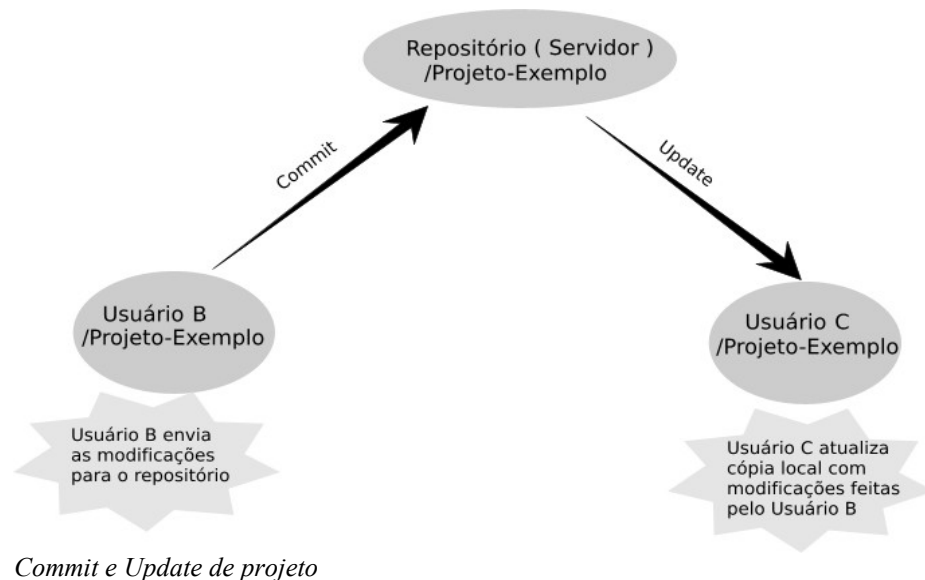 Repositório ( Servidor )
/Projeto-Exemplo
Commit
Update
Usuário B
/Projeto-Exemplo
Usuário C
/Projeto-Exemplo
Usuário B envia
as modificações
para o repositório
Usuário C atualiza
cópia local com
modificações feitas
pelo Usuário B
Commit e Update de projeto